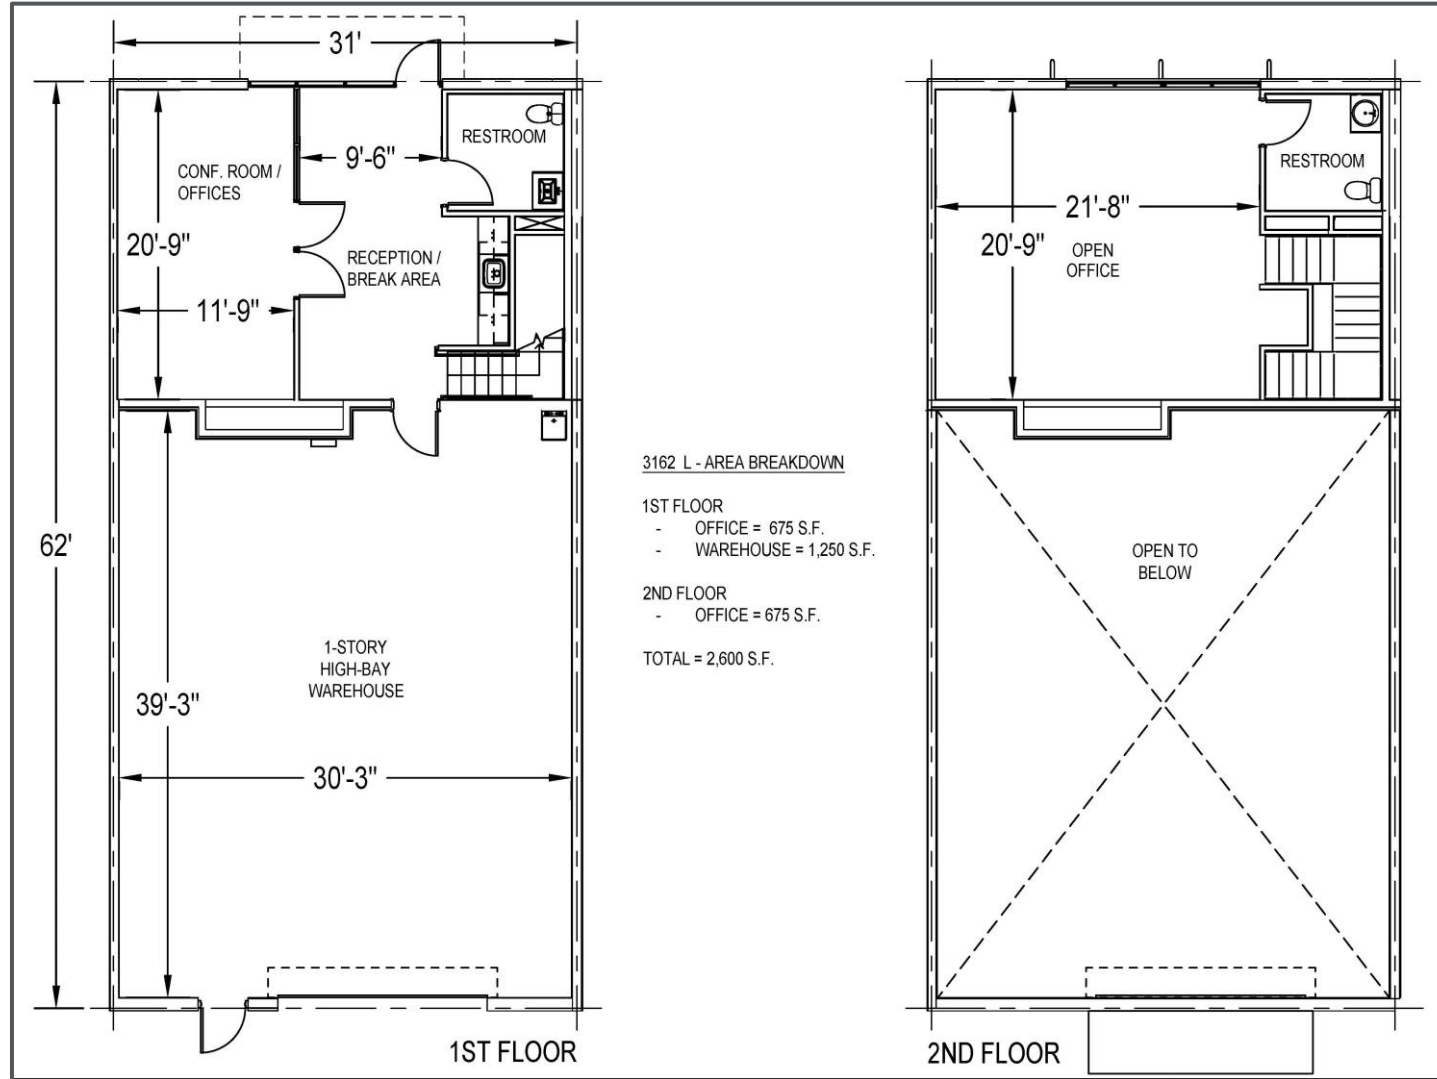 31'
CONF. ROOM /
OFFICES
9'-6"
RESTROOM
20'-9"
RECEPTION /
BREAK AREA
11'-9"
62'
1-STORY
HIGH-BAY
WAREHOUSE
39'-3"
30'-3"
1ST FLOOR
3162 L - AREA BREAKDOWN
1ST FLOOR
- OFFICE = 675 S.F.
- WAREHOUSE = 1,250 S.F.
2ND FLOOR
- OFFICE = 675 S.F.
TOTAL = 2,600 S.F.
RESTROOM
21'-8"
20'-9"
OPEN
OFFICE
OPEN TO
BELOW
2ND FLOOR